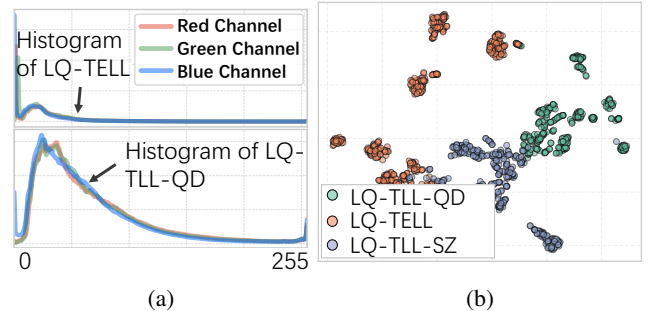 Histogram
of LQ-TELL
Red Channel
Green Channel
Blue Channel
Histogram of LQ-
TLL-QD
0
255
(a)
LQ-TLL-QD
LQ-TELL
LQ-TLL-SZ
(b)